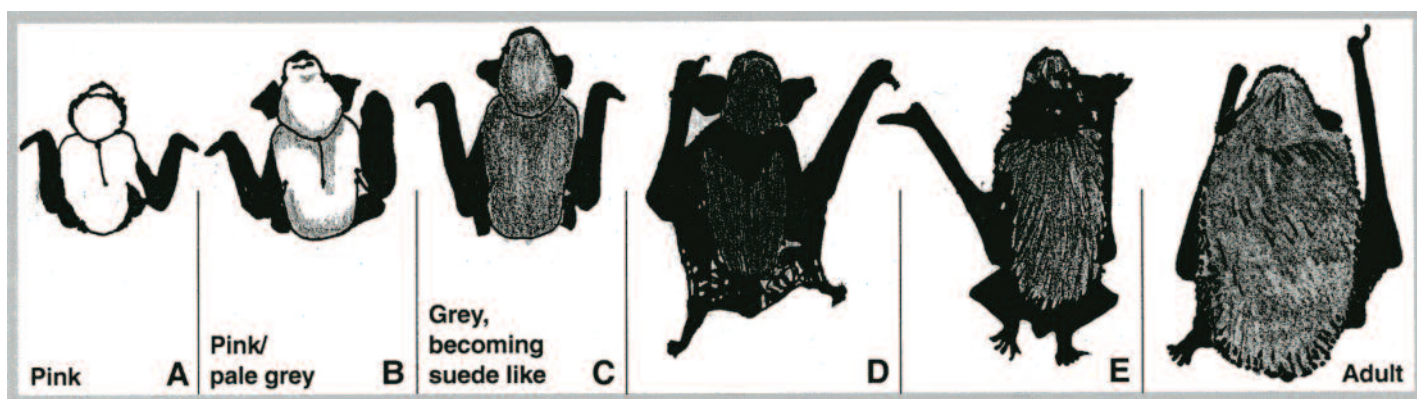 Pink
A
Pink/
pale grey
B
Grey,
becoming
suede like
C
D
E
Adult